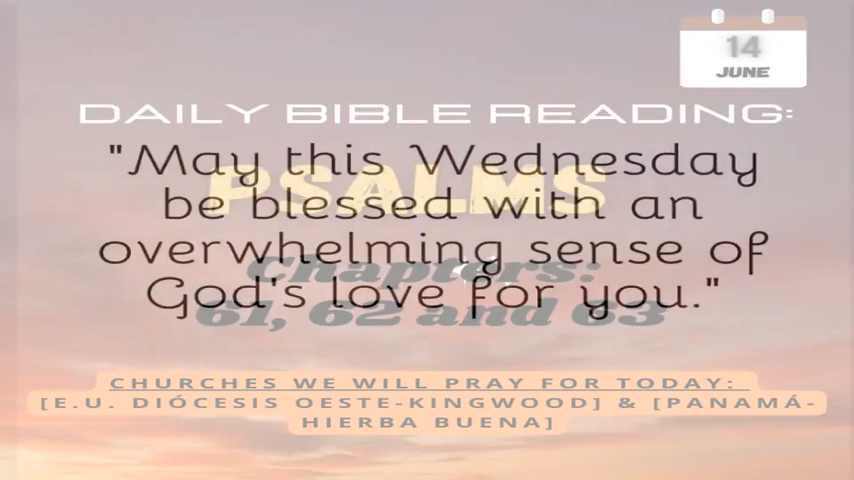 14
JUNE
DAILY BIBLE READING:
"May this Wednesday
PSALMS
be blessed with an
overwhelming sense of
Chapters:
God's love for you."
61, 62 and 63
CHURCHES WE WILL PRAY FOR TODAY:
[E.U. DIÓCESIS OESTE-KINGWOOD] & [PANAMÁ-
HIERBA BUENA]